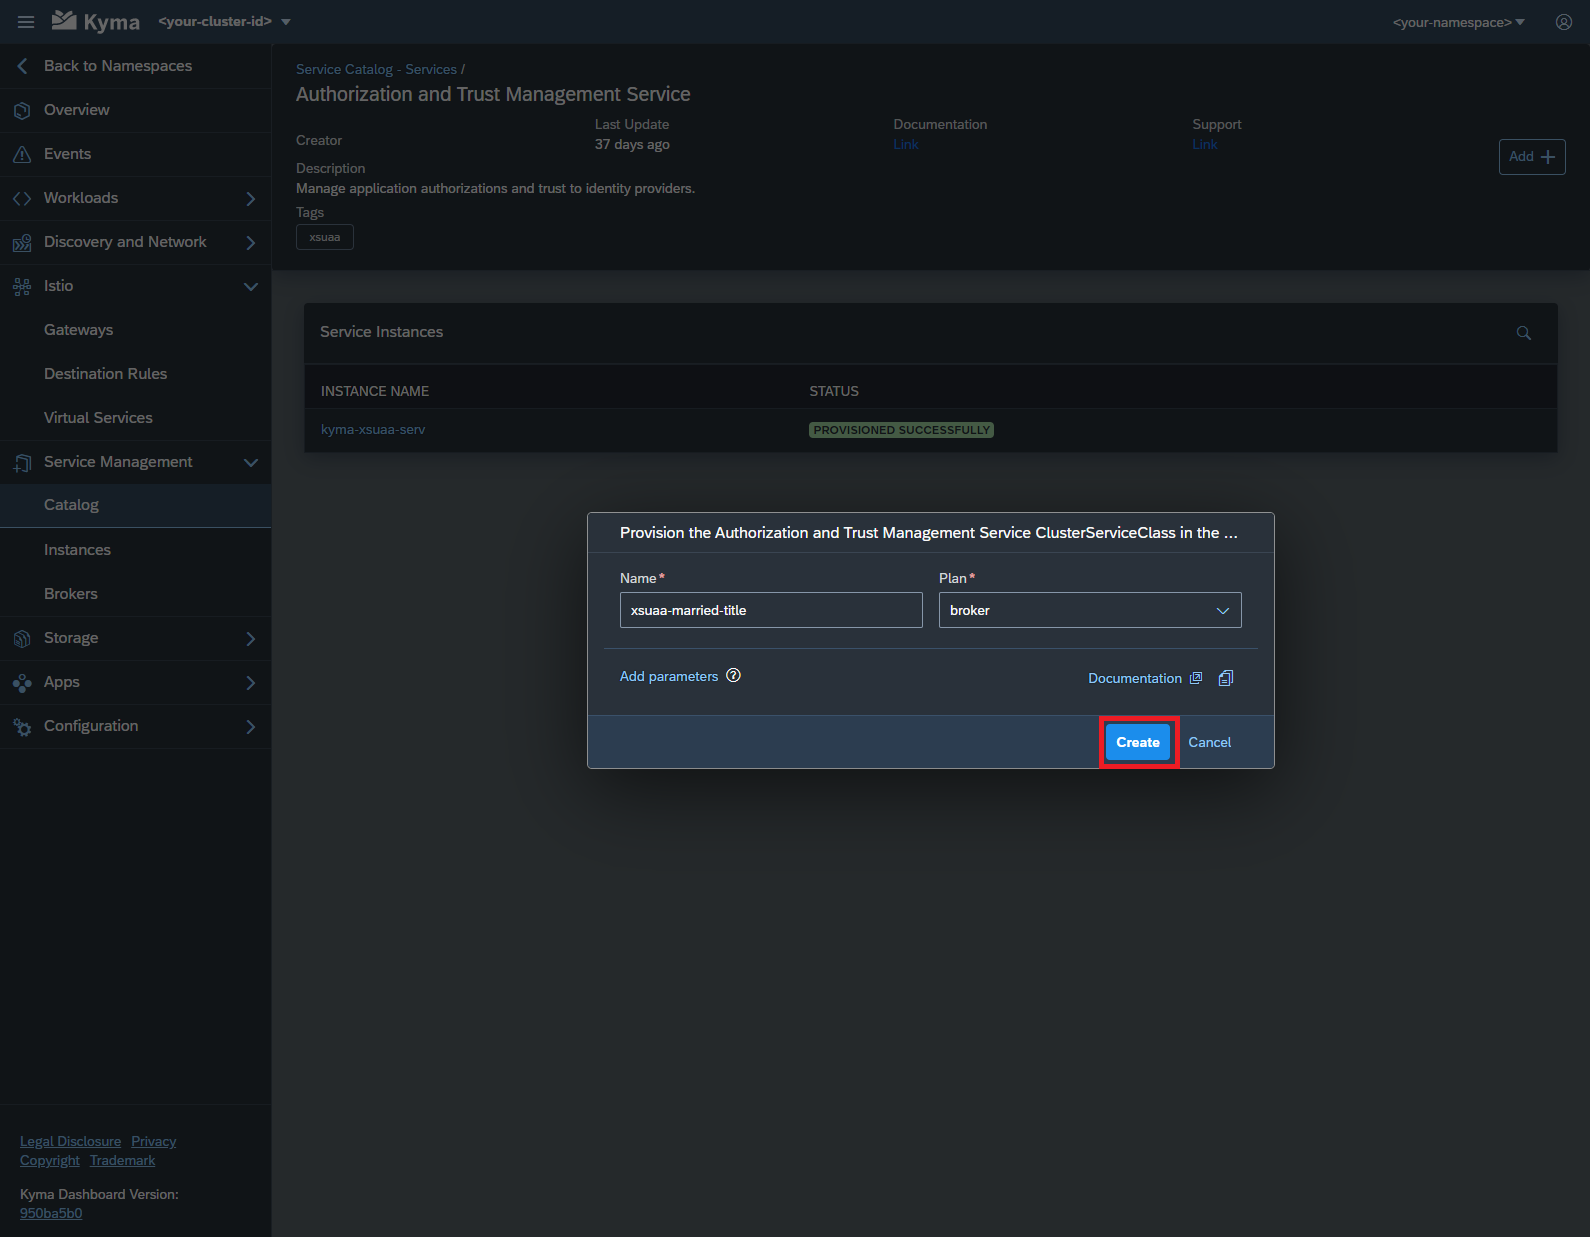 Kyma <your-cluster-id>
<your-namespace>
Back to Namespaces
Overview
Events
Workloads
Discovery and Network
Istio
Gateways
Destination Rules
Virtual Services
Service Management
Catalog
Instances
Brokers
Storage
Apps
Configuration
Legal Disclosure Privacy
Copyright Trademark
Kyma Dashboard Version:
950ba5b0
Service Catalog - Services /
Authorization and Trust Management Service
Creator
Last Update
37 days ago
Documentation
Link
Support
Link
Add
Description
Manage application authorizations and trust to identity providers.
Tags
xsuaa
Service Instances
INSTANCE NAME STATUS
kyma-xsuaa-serv PROVISIONED SUCCESSFULLY
Provision the Authorization and Trust Management Service ClusterServiceClass in the ...
Name* Plan*
xsuaa-married-title broker
Add parameters ? Documentation
Create Cancel